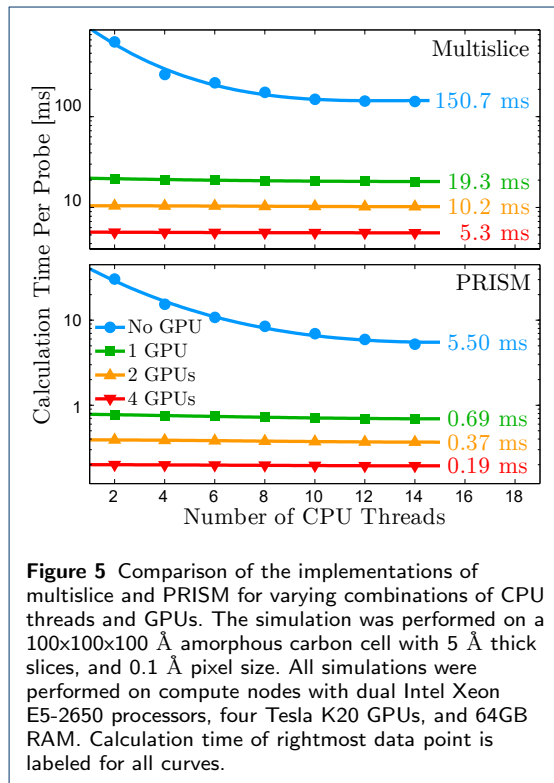 Multislice
100
10
150.7 ms
19.3 ms
10.2 ms
5.3 ms
Calculation Time Per Probe [ms]
PRISM
10
1
No GPU
1 GPU
2 GPUs
4 GPUs
5.50 ms
0.69 ms
0.37 ms
0.19 ms
2 4 6 8 10 12 14 16 18
Number of CPU Threads
Figure 5 Comparison of the implementations of
multislice and PRISM for varying combinations of CPU
threads and GPUs. The simulation was performed on a
100x100x100 Å amorphous carbon cell with 5 Å thick
slices, and 0.1 Å pixel size. All simulations were
performed on compute nodes with dual Intel Xeon
E5-2650 processors, four Tesla K20 GPUs, and 64GB
RAM. Calculation time of rightmost data point is
labeled for all curves.